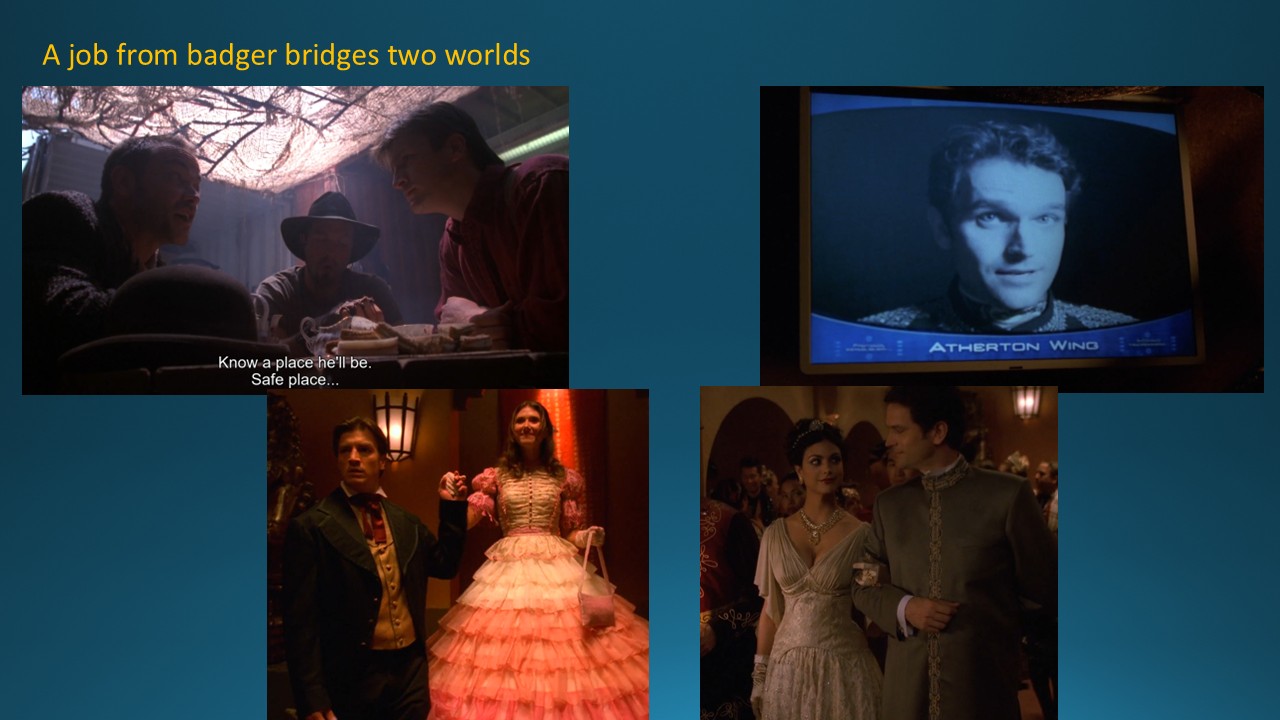 A job from badger bridges two worlds
Know a place he'll be.
Safe place...
ATHERTON WING